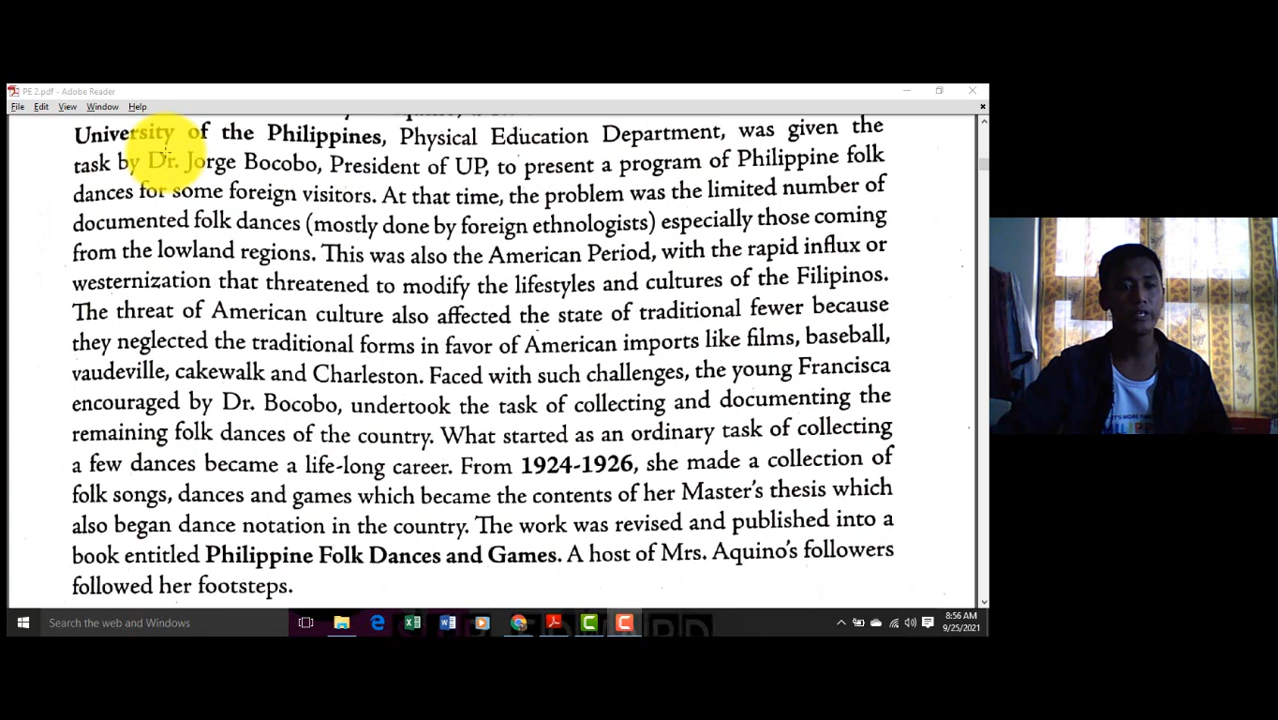 PE 2.pdf - Adobe Reader
File Edit View Window Help
University of the Philippines, Physical Education Department, was given the
task by Dr. Jorge Bocobo, President of UP, to present a program of Philippine folk
dances for some foreign visitors. At that time, the problem was the limited number of
documented folk dances (mostly done by foreign ethnologists) especially those coming
from the lowland regions. This was also the American Period, with the rapid influx or
westernization that threatened to modify the lifestyles and cultures of the Filipinos.
The threat of American culture also affected the state of traditional fewer because
they neglected the traditional forms in favor of American imports like films, baseball,
vaudeville, cakewalk and Charleston. Faced with such challenges, the young Francisca
encouraged by Dr. Bocobo, undertook the task of collecting and documenting the
remaining folk dances of the country. What started as an ordinary task of collecting
a few dances became a life-long career. From 1924-1926, she made a collection of
folk songs, dances and games which became the contents of her Master's thesis which
also began dance notation in the country. The work was revised and published into a
book entitled Philippine Folk Dances and Games. A host of Mrs. Aquino's followers
followed her footsteps.
Search the web and Windows
8:56 AM
9/25/2021